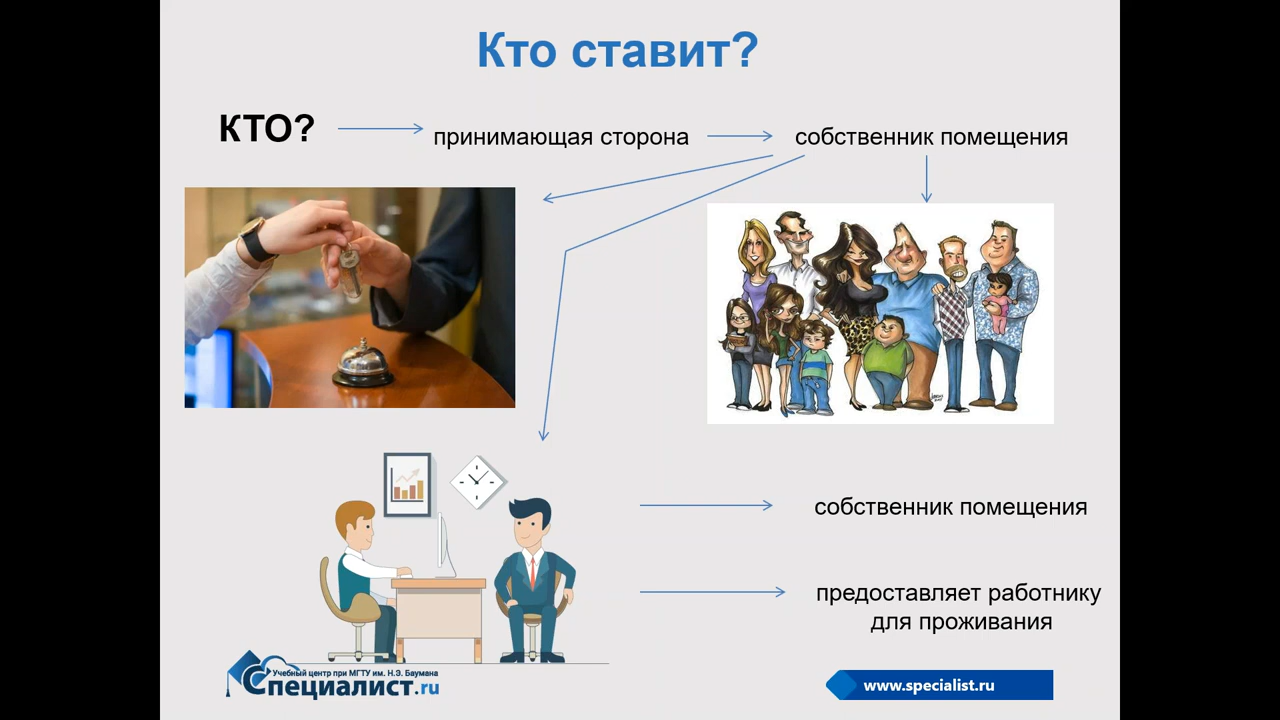 Кто ставит?
КТО?
принимающая сторона
собственник помещения
собственник помещения
предоставляет работнику
для проживания
Учебный центр при МГТУ им. Н.Э. Баумана
Специалист.ru
www.specialist.ru